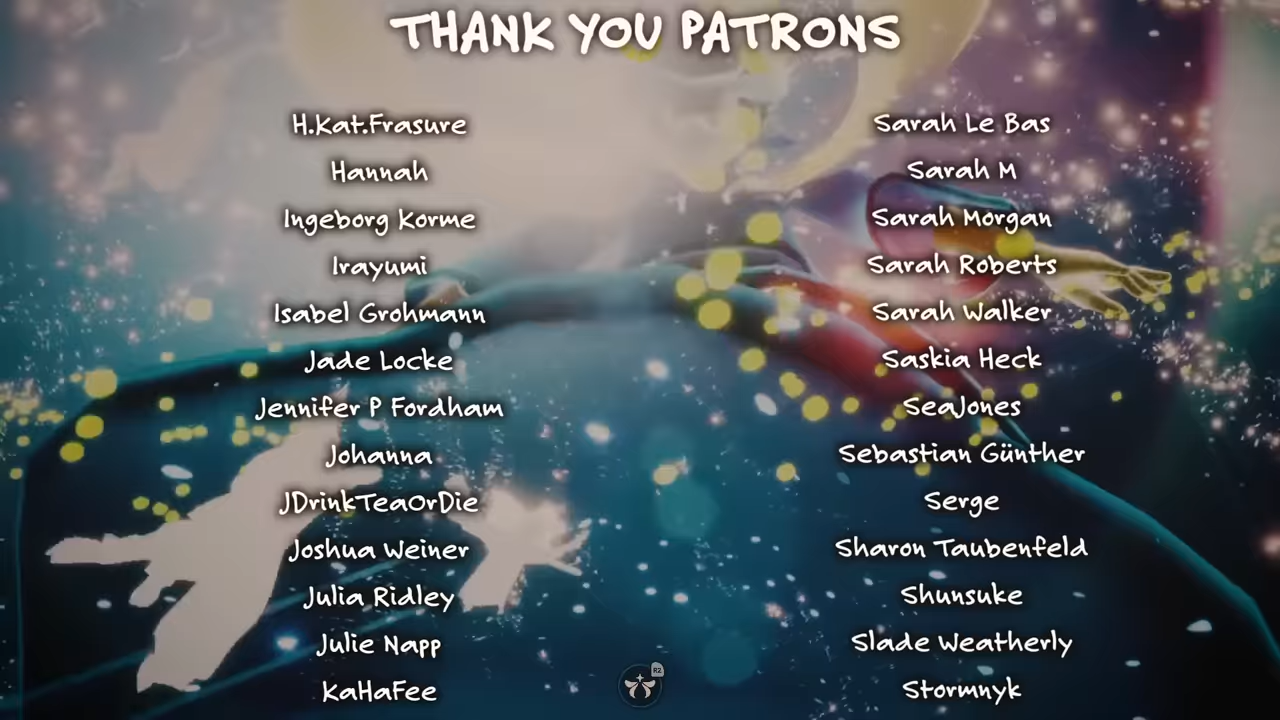 THANK YOU PATRONS
H.Kat.Frasure
Hannah
Ingeborg Korme
Irayumi
Isabel Grohmann
Jade Locke
Jennifer P Fordham
Johanna
JDrinkTeaOrDie
Joshua Weiner
Julia Ridley
Julie Napp
KaHaFee
Sarah Le Bas
Sarah M
Sarah Morgan
Sarah Roberts
Sarah Walker
Saskia Heck
SeaJones
Sebastian Günther
Serge
Sharon Taubenfeld
Shunsuke
Slade Weatherly
Stormnyk
R2